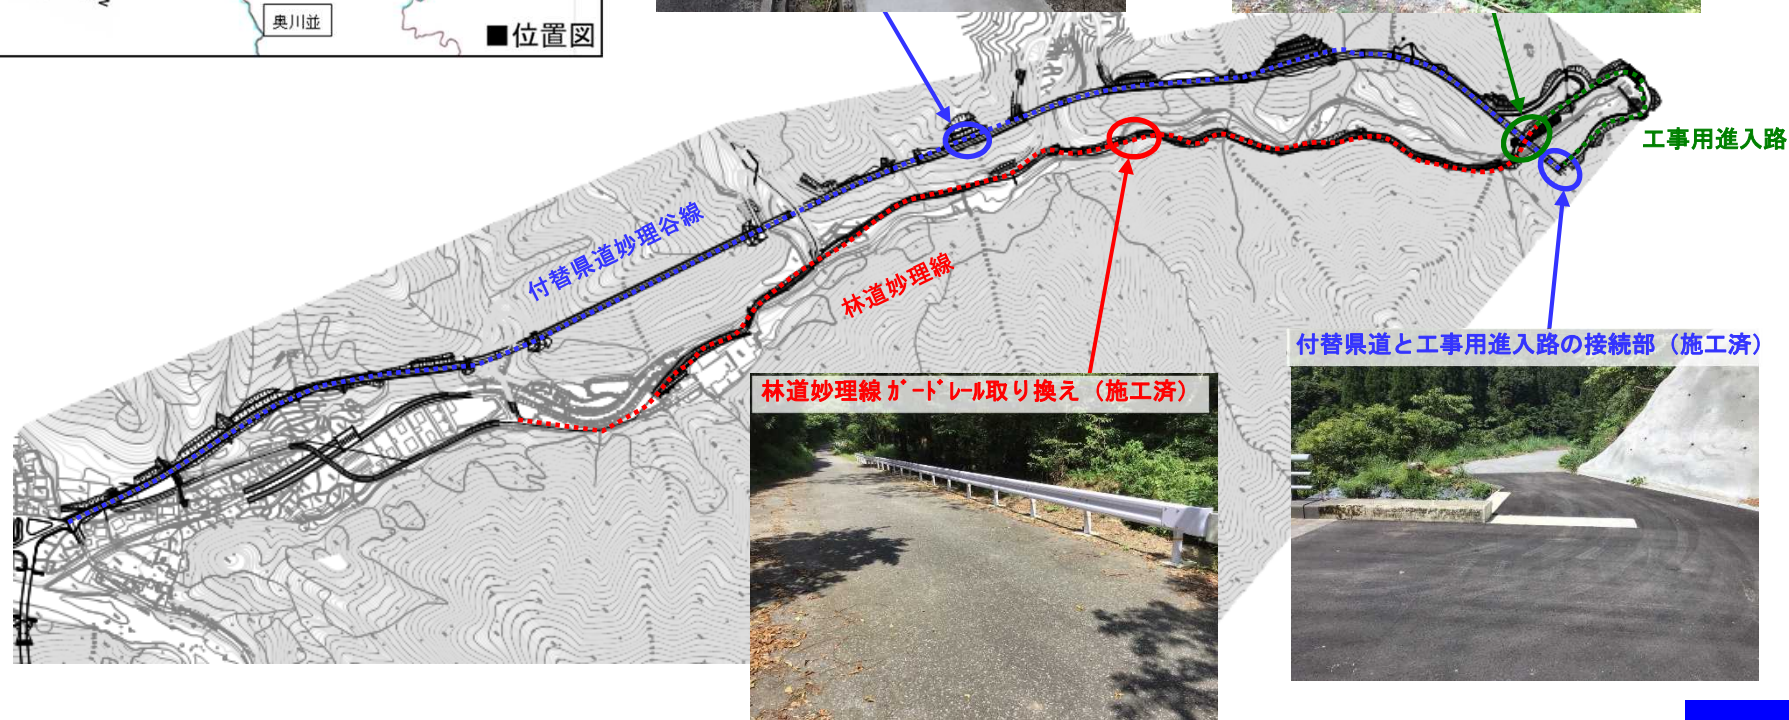 奥川並
■位置図
工事用進入路
付替県道妙理谷線
林道妙理線
付替県道と工事用進入路の接続部（施工済）
林道妙理線ｶﾞｰﾄﾞﾚｰﾙ取り換え（施工済）